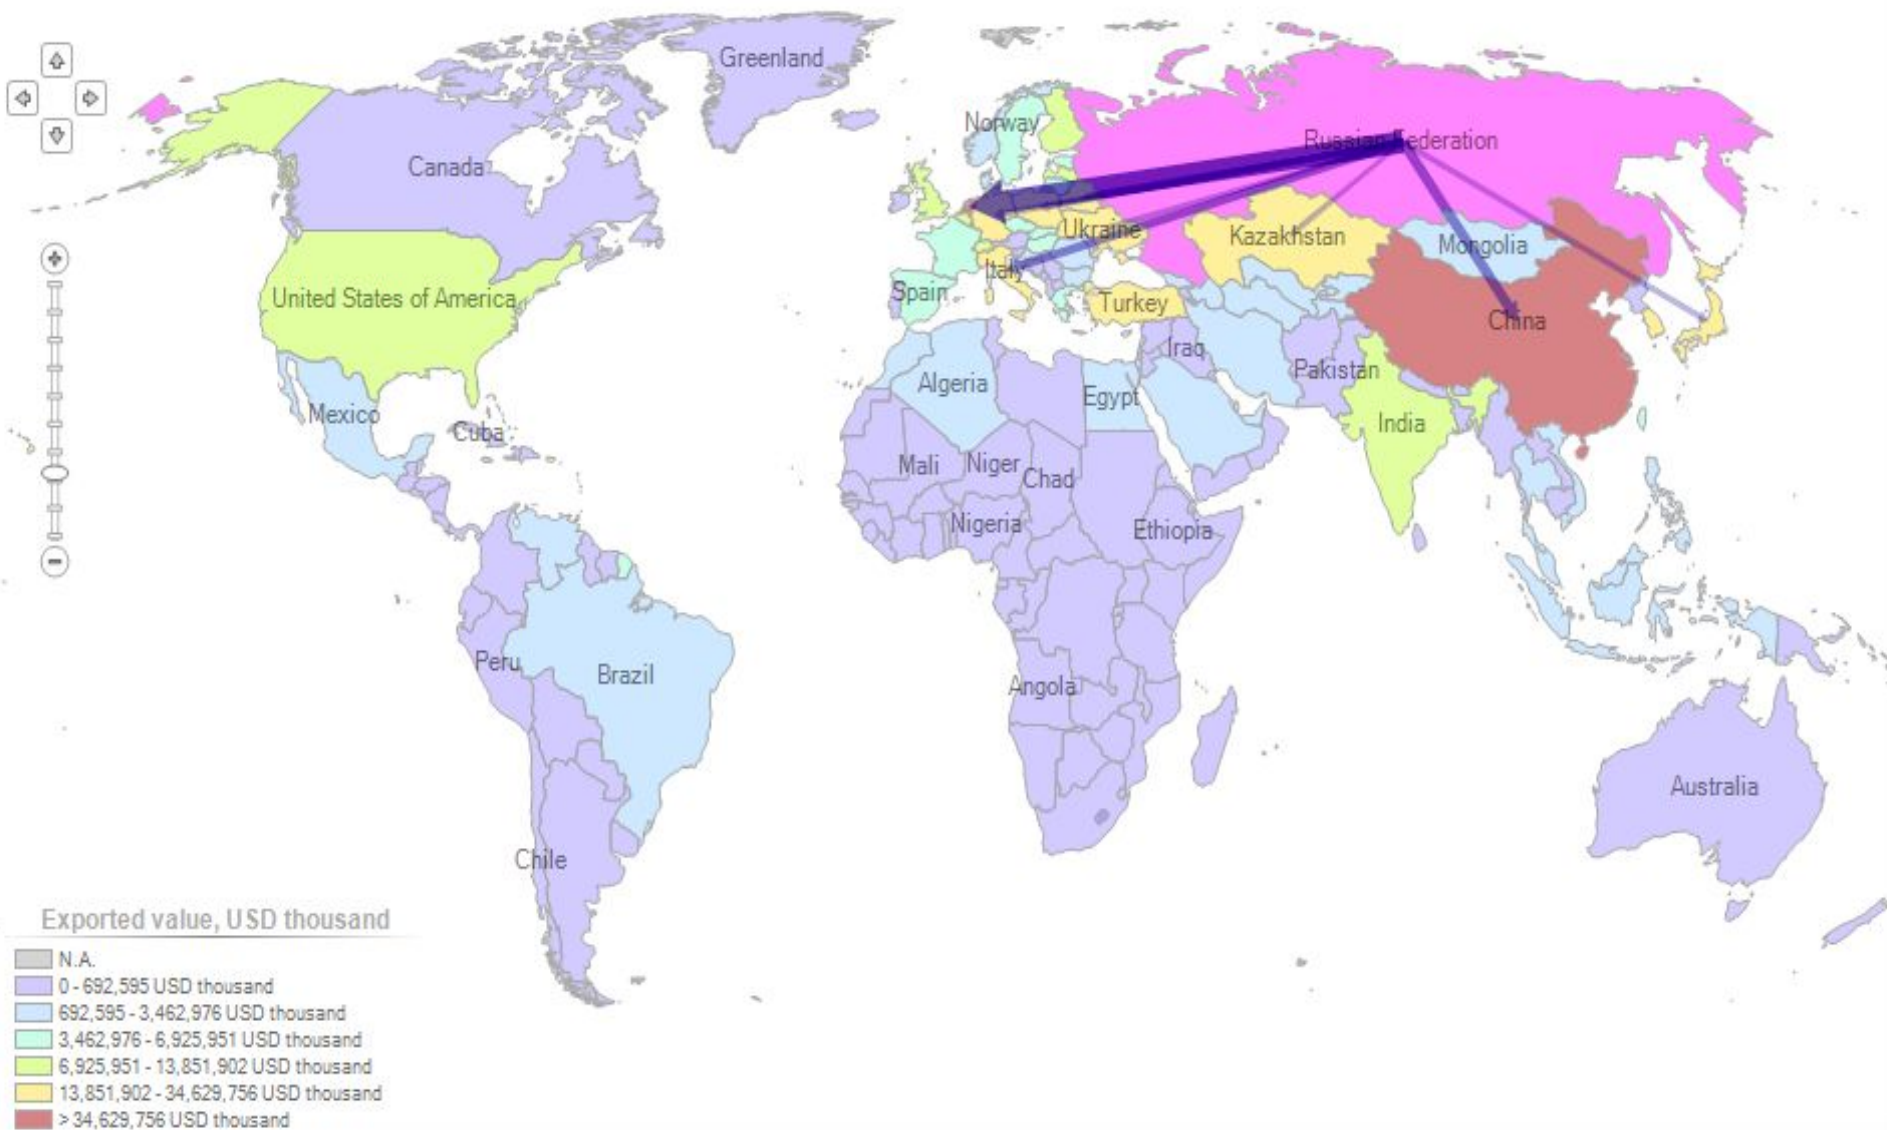 Greenland
Norway
Russian Federation
Canada
Ukraine
Kazakhstan
Mongolia
Italy
Spain
United States of America
Turkey
China
Iraq
Pakistan
Algeria
Egypt
Mexico
India
Cuba
Mali
Niger
Chad
Nigeria
Ethiopia
Peru
Brazil
Angola
Australia
Chile
Exported value, USD thousand
N.A.
0 - 692,595 USD thousand
692,595 - 3,462,976 USD thousand
3,462,976 - 6,925,951 USD thousand
6,925,951 - 13,851,902 USD thousand
13,851,902 - 34,629,756 USD thousand
> 34,629,756 USD thousand